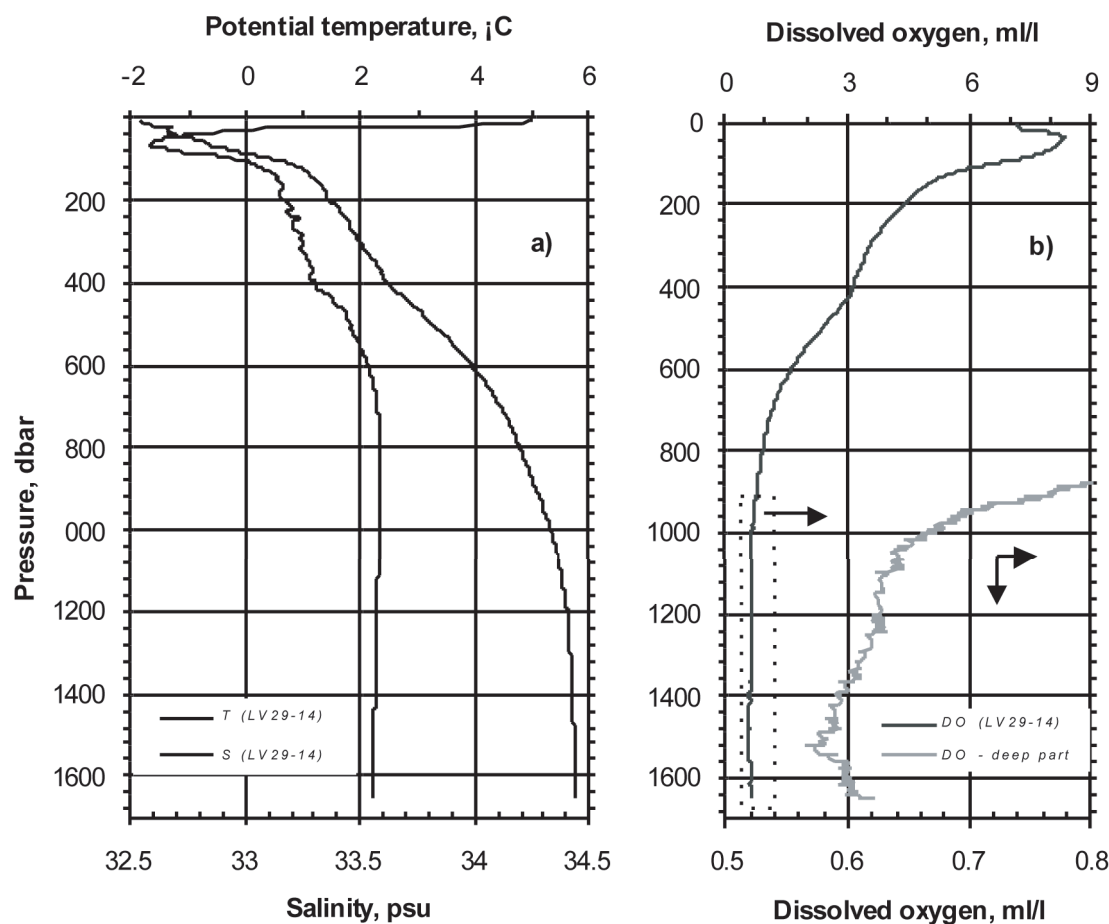 Potential temperature, ¡C
-2 0 2 4 6
Pressure, dbar
200
400
600
800
000
1200
1400
1600
a)
T (LV29-14)
S (LV29-14)
32.5 33 33.5 34 34.5
Salinity, psu
Dissolved oxygen, ml/l
0 3 6 9
0
200
400
600
800
1000
1200
1400
1600
b)
DO (LV29-14)
DO - deep part
0.5 0.6 0.7 0.8
Dissolved oxygen, ml/l